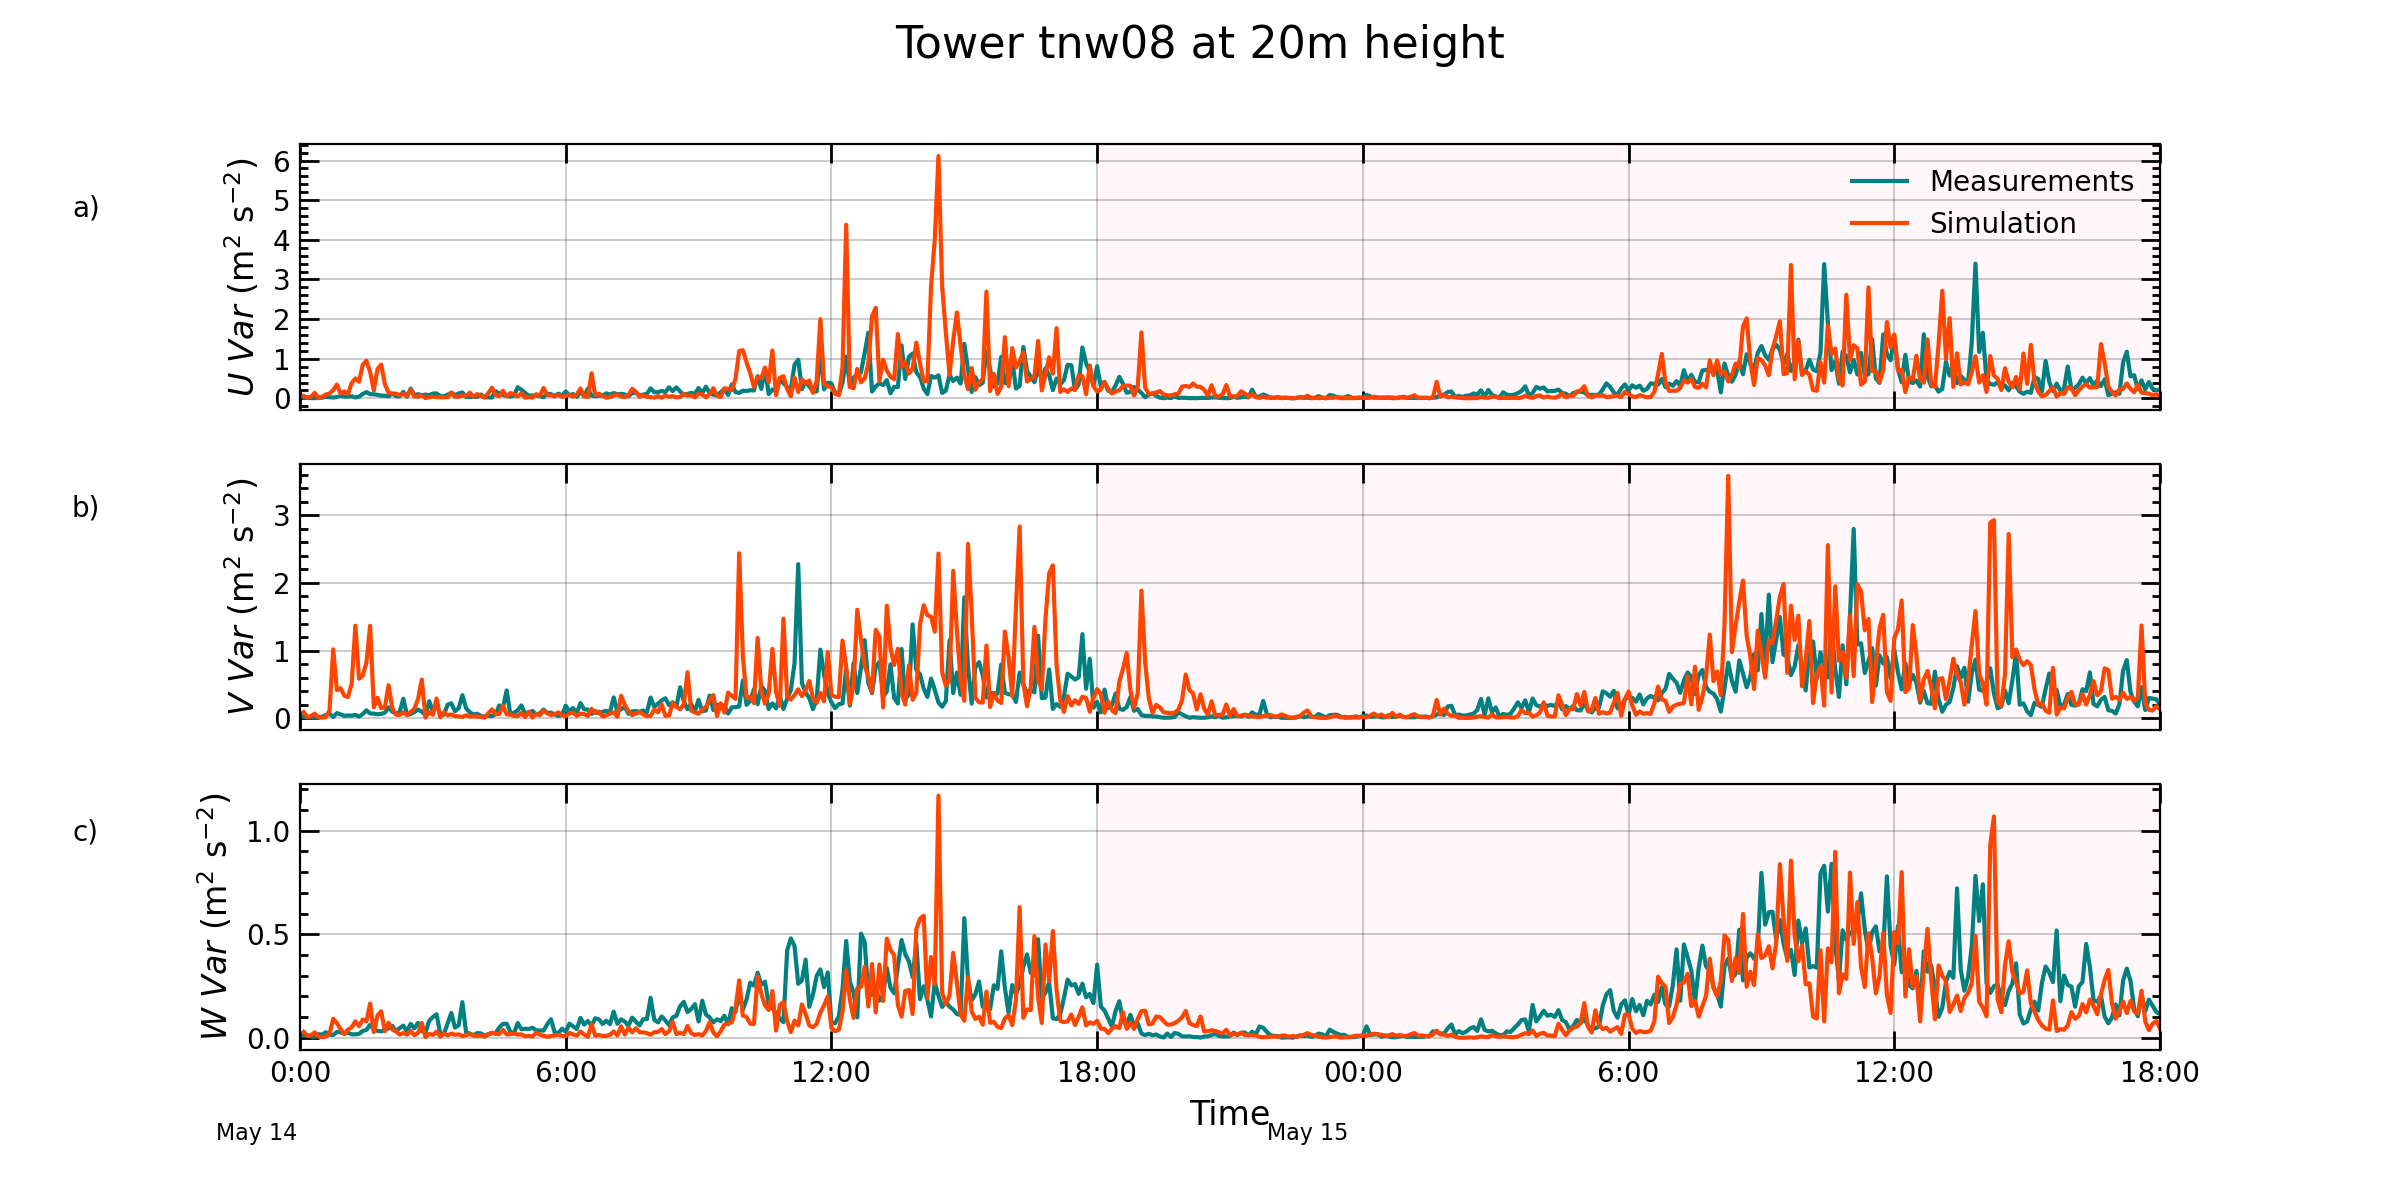 Tower tnw08 at 20m height
a)
U Var (m² s⁻²)
6
5
4
3
2
1
0
Measurements
Simulation
b)
V Var (m² s⁻²)
3
2
1
0
c)
W Var (m² s⁻²)
1.0
0.5
0.0
0:00 6:00 12:00 18:00 00:00 6:00 12:00 18:00
Time
May 14 May 15